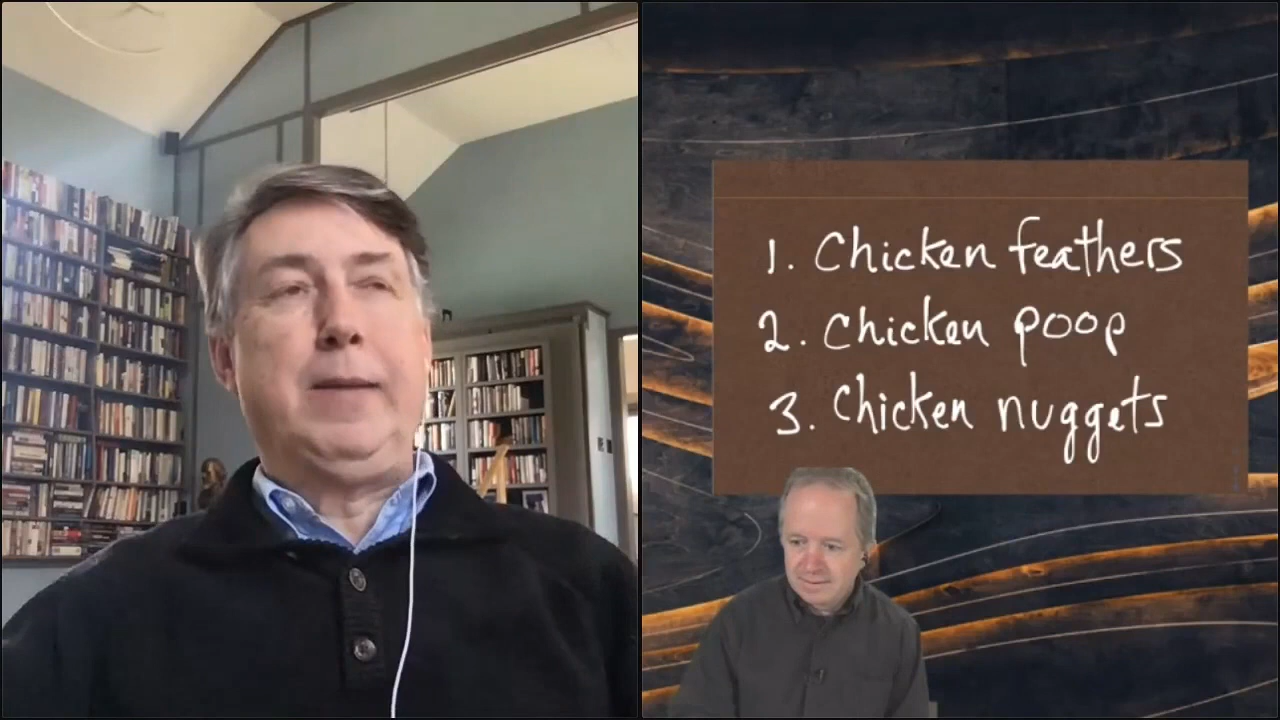 1. Chicken feathers
2. Chicken poop
3. Chicken nuggets